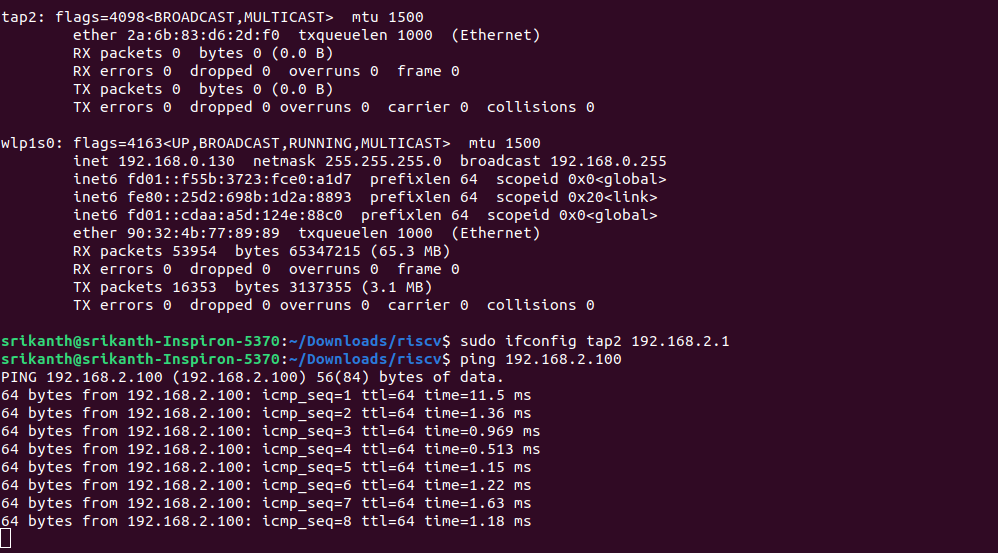 tap2: flags=4098<BROADCAST,MULTICAST>  mtu 1500
        ether 2a:6b:83:d6:2d:f0  txqueuelen 1000  (Ethernet)
        RX packets 0  bytes 0 (0.0 B)
        RX errors 0  dropped 0  overruns 0  frame 0
        TX packets 0  bytes 0 (0.0 B)
        TX errors 0  dropped 0 overruns 0  carrier 0  collisions 0

wlp1s0: flags=4163<UP,BROADCAST,RUNNING,MULTICAST>  mtu 1500
        inet 192.168.0.130  netmask 255.255.255.0  broadcast 192.168.0.255
        inet6 fd01::f55b:3723:fce0:a1d7  prefixlen 64  scopeid 0x0<global>
        inet6 fe80::25d2:698b:1d2a:8893  prefixlen 64  scopeid 0x20<link>
        inet6 fd01::cdaa:a5d:124e:88c0  prefixlen 64  scopeid 0x0<global>
        ether 90:32:4b:77:89:89  txqueuelen 1000  (Ethernet)
        RX packets 53954  bytes 65347215 (65.3 MB)
        RX errors 0  dropped 0  overruns 0  frame 0
        TX packets 16353  bytes 3137355 (3.1 MB)
        TX errors 0  dropped 0 overruns 0  carrier 0  collisions 0

srikanth@srikanth-Inspiron-5370:~/Downloads/riscv$ sudo ifconfig tap2 192.168.2.1
srikanth@srikanth-Inspiron-5370:~/Downloads/riscv$ ping 192.168.2.100
PING 192.168.2.100 (192.168.2.100) 56(84) bytes of data.
64 bytes from 192.168.2.100: icmp_seq=1 ttl=64 time=11.5 ms
64 bytes from 192.168.2.100: icmp_seq=2 ttl=64 time=1.36 ms
64 bytes from 192.168.2.100: icmp_seq=3 ttl=64 time=0.969 ms
64 bytes from 192.168.2.100: icmp_seq=4 ttl=64 time=0.513 ms
64 bytes from 192.168.2.100: icmp_seq=5 ttl=64 time=1.15 ms
64 bytes from 192.168.2.100: icmp_seq=6 ttl=64 time=1.22 ms
64 bytes from 192.168.2.100: icmp_seq=7 ttl=64 time=1.63 ms
64 bytes from 192.168.2.100: icmp_seq=8 ttl=64 time=1.18 ms